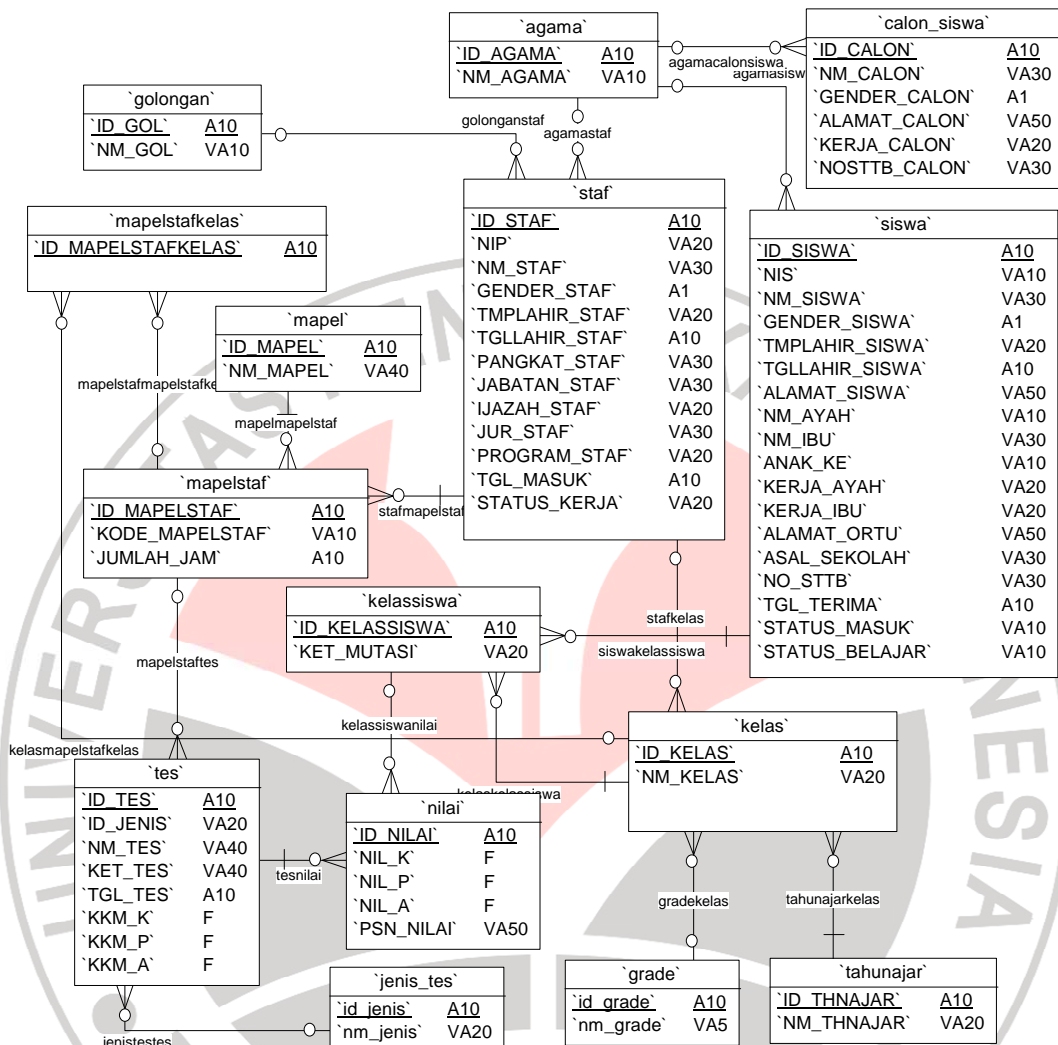 `agama`
`ID_AGAMA` A10
`NM_AGAMA` VA10
`calon_siswa`
`ID_CALON` A10
`NM_CALON` VA30
`GENDER_CALON` A1
`ALAMAT_CALON` VA50
`KERJA_CALON` VA20
`NOSTTB_CALON` VA30
agamacalonsiswa
agamasisw
`golongan`
`ID_GOL` A10
`NM_GOL` VA10
golonganstaf
agamastaf
`staf`
`ID_STAF` A10
`NIP` VA20
`NM_STAF` VA30
`GENDER_STAF` A1
`TMPLAHIR_STAF` VA20
`TGLLAHIR_STAF` A10
`PANGKAT_STAF` VA30
`JABATAN_STAF` VA30
`IJAZAH_STAF` VA20
`JUR_STAF` VA30
`PROGRAM_STAF` VA20
`TGL_MASUK` A10
`STATUS_KERJA` VA20
`siswa`
`ID_SISWA` A10
`NIS` VA10
`NM_SISWA` VA30
`GENDER_SISWA` A1
`TMPLAHIR_SISWA` VA20
`TGLLAHIR_SISWA` A10
`ALAMAT_SISWA` VA50
`NM_AYAH` VA10
`NM_IBU` VA30
`ANAK_KE` VA10
`KERJA_AYAH` VA20
`KERJA_IBU` VA20
`ALAMAT_ORTU` VA50
`ASAL_SEKOLAH` VA30
`NO_STTB` VA30
`TGL_TERIMA` A10
`STATUS_MASUK` VA10
`STATUS_BELAJAR` VA10
`mapelstafkelas`
`ID_MAPELSTAFKELAS` A10
`mapel`
`ID_MAPEL` A10
`NM_MAPEL` VA40
mapelstafmapelstafke
mapelmapelstaf
`mapelstaf`
`ID_MAPELSTAF` A10
`KODE_MAPELSTAF` VA10
`JUMLAH_JAM` A10
stafmapelstaf
`kelassiswa`
`ID_KELASSISWA` A10
`KET_MUTASI` VA20
stafkelas
siswakelassiswa
mapelstaftes
kelassiswanilai
kelasmapelstafkelas
`kelas`
`ID_KELAS` A10
`NM_KELAS` VA20
`tes`
`ID_TES` A10
`ID_JENIS` VA20
`NM_TES` VA40
`KET_TES` VA40
`TGL_TES` A10
`KKM_K` F
`KKM_P` F
`KKM_A` F
kelaskelassiswa
`nilai`
`ID_NILAI` A10
`NIL_K` F
`NIL_P` F
`NIL_A` F
`PSN_NILAI` VA50
tesnilai
gradekelas
tahunajarkelas
`jenis_tes`
`id_jenis` A10
`nm_jenis` VA20
jenistestes
`grade`
`id_grade` A10
`nm_grade` VA5
`tahunajar`
`ID_THNAJAR` A10
`NM_THNAJAR` VA20